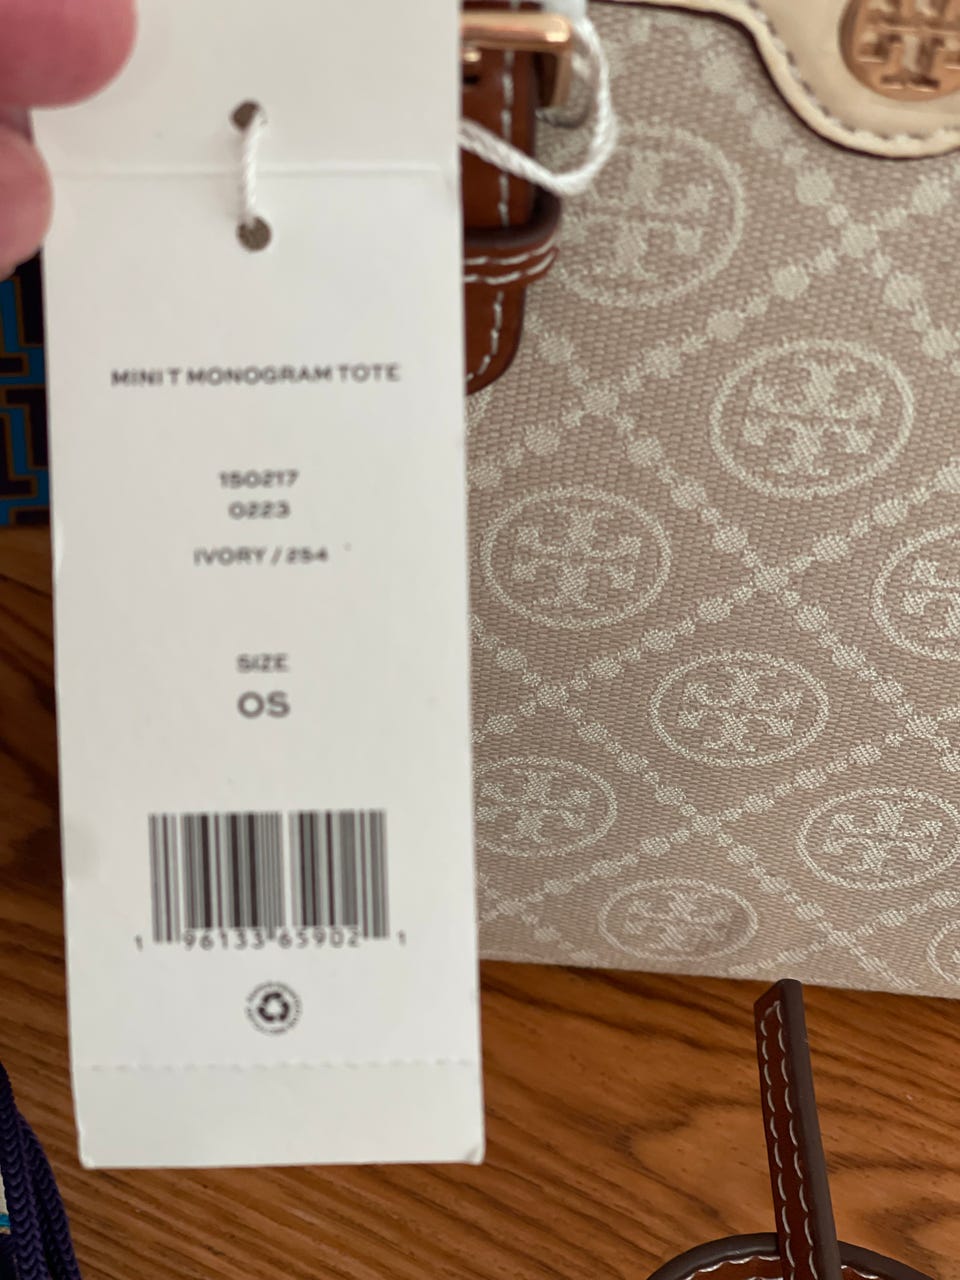 MINI T MONOGRAM TOTE
150217
0223
IVORY / 254
SIZE
OS
1 96133 65902 1